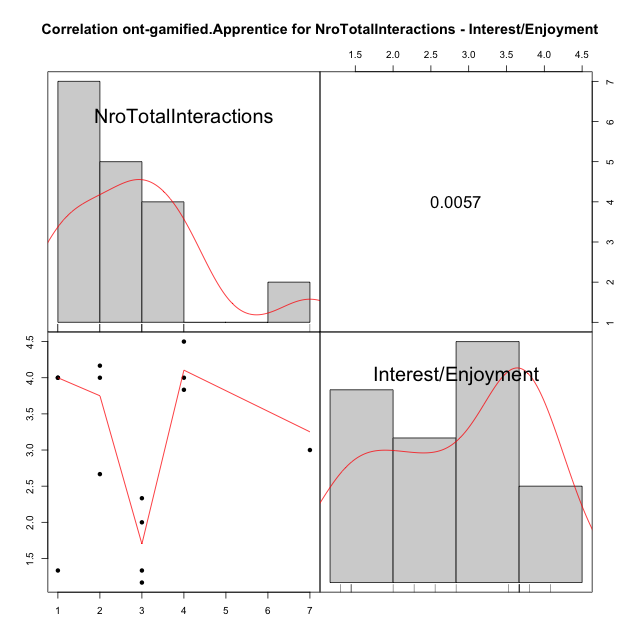 Correlation ont-gamified.Apprentice for NroTotalInteractions - Interest/Enjoyment
1.5 2.0 2.5 3.0 3.5 4.0 4.5
NroTotalInteractions
0.0057
1 2 3 4 5 6 7
1.5 2.0 2.5 3.0 3.5 4.0 4.5
Interest/Enjoyment
1 2 3 4 5 6 7